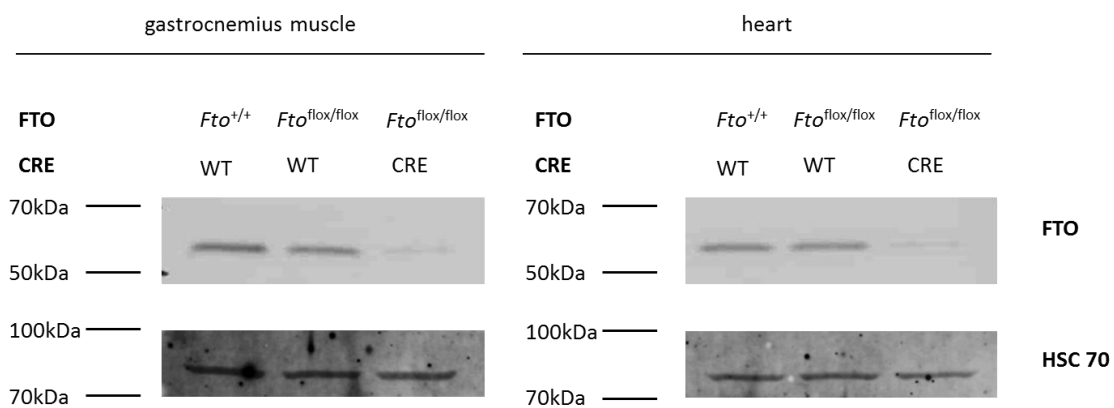 gastrocnemius muscle heart
FTO Fto+/+ Ftoflox/flox Ftoflox/flox FTO Fto+/+ Ftoflox/flox Ftoflox/flox
CRE WT WT CRE CRE WT WT CRE
70kDa 70kDa
FTO
50kDa 50kDa
100kDa 100kDa
HSC 70
70kDa 70kDa